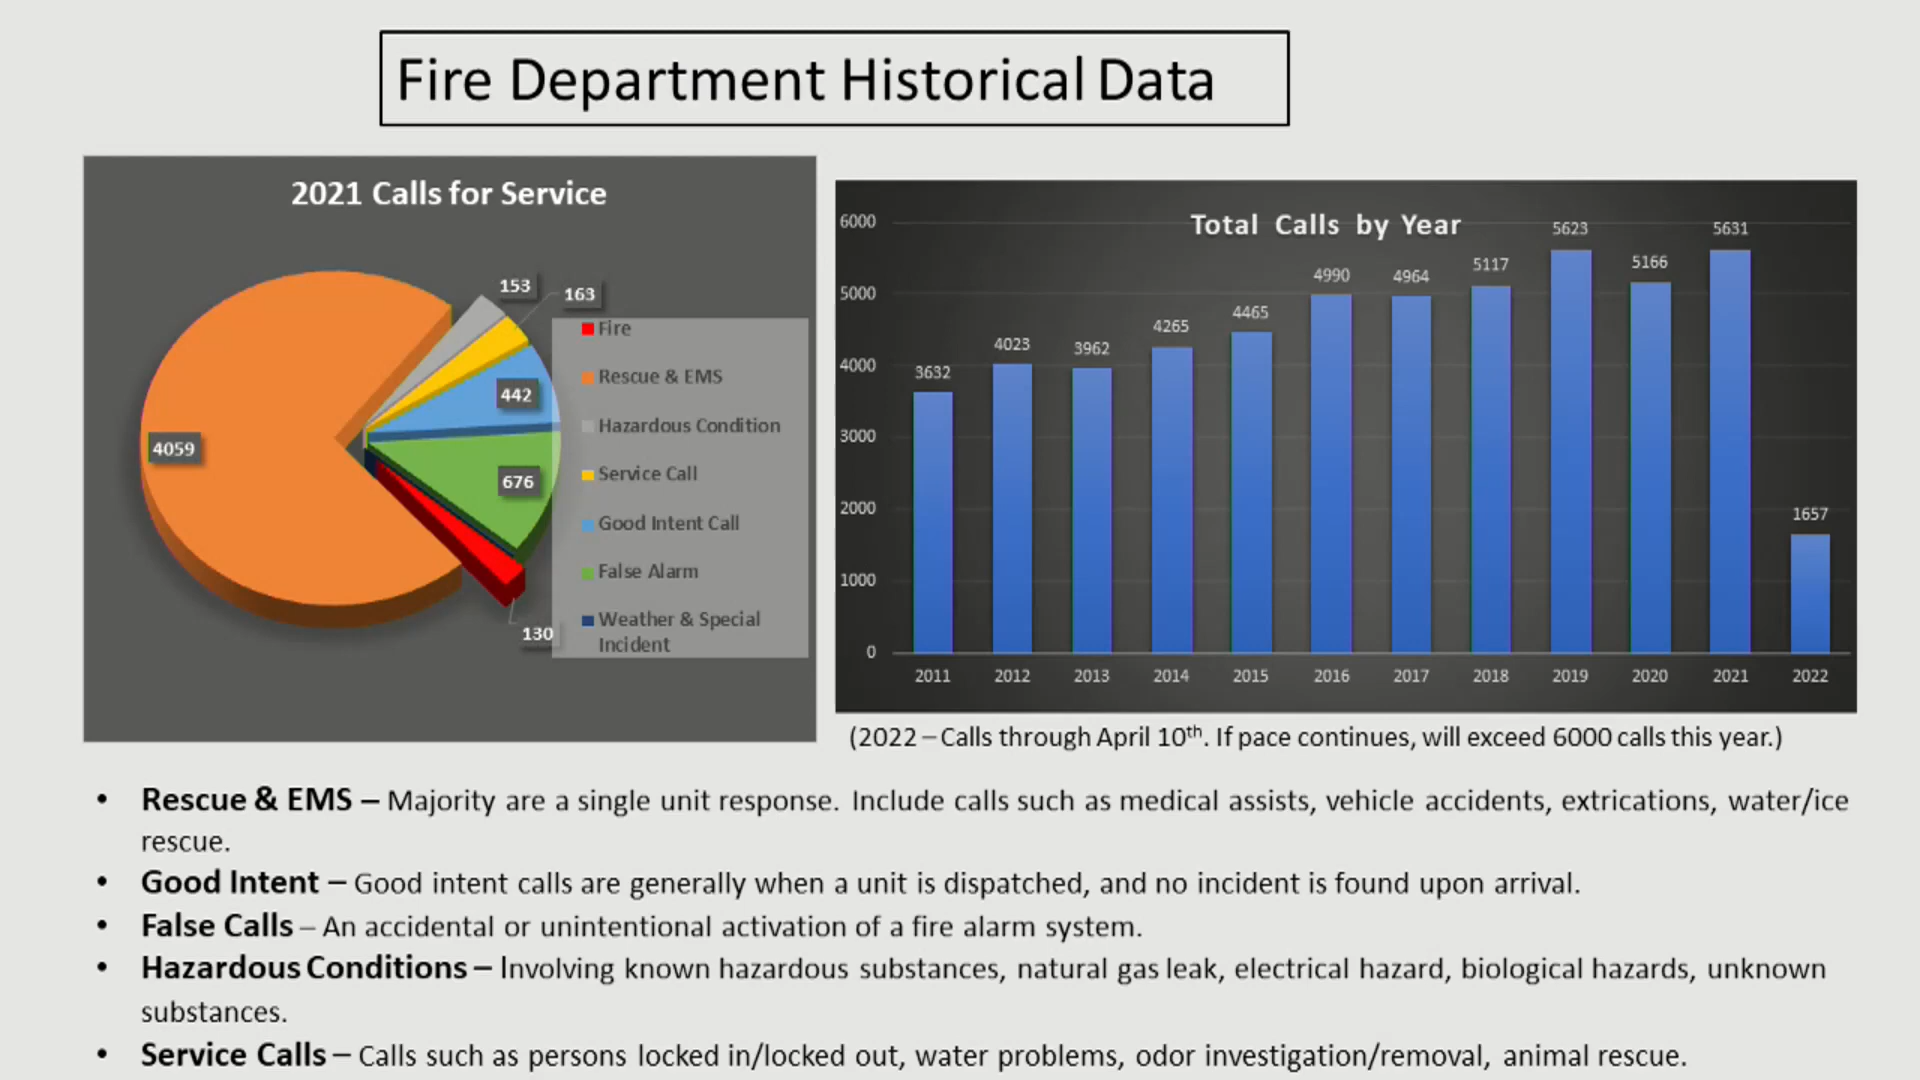 Fire Department Historical Data
2021 Calls for Service
153
163
442
4059
676
130
Fire
Rescue & EMS
Hazardous Condition
Service Call
Good Intent Call
False Alarm
Weather & Special
Incident
Total Calls by Year
6000
5000
4000
3000
2000
1000
0
3632
4023
3962
4265
4465
4990
4964
5117
5623
5166
5631
1657
2011
2012
2013
2014
2015
2016
2017
2018
2019
2020
2021
2022
(2022 – Calls through April 10th. If pace continues, will exceed 6000 calls this year.)
• Rescue & EMS – Majority are a single unit response. Include calls such as medical assists, vehicle accidents, extrications, water/ice
rescue.
• Good Intent – Good intent calls are generally when a unit is dispatched, and no incident is found upon arrival.
• False Calls – An accidental or unintentional activation of a fire alarm system.
• Hazardous Conditions – Involving known hazardous substances, natural gas leak, electrical hazard, biological hazards, unknown
substances.
• Service Calls – Calls such as persons locked in/locked out, water problems, odor investigation/removal, animal rescue.